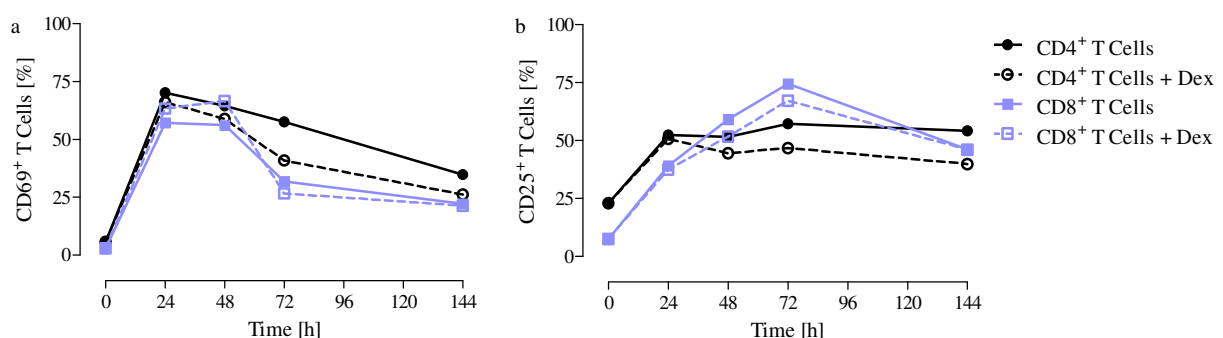 a
100
75
50
25
0
CD69⁺ T Cells [%]
0 24 48 72 96 120 144
Time [h]
b
100
75
50
25
0
CD25⁺ T Cells [%]
0 24 48 72 96 120 144
Time [h]
CD4⁺ T Cells
CD4⁺ T Cells + Dex
CD8⁺ T Cells
CD8⁺ T Cells + Dex